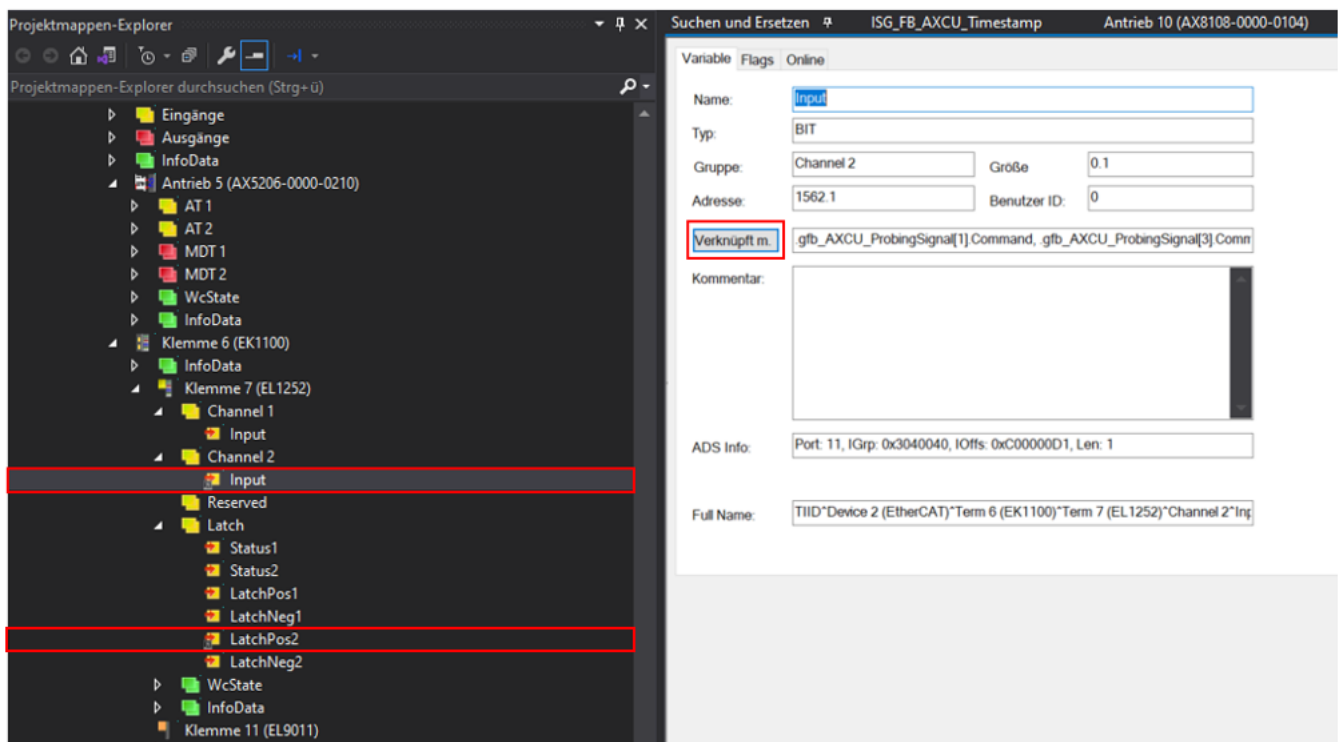 Projektmappen-Explorer
Projektmappen-Explorer durchsuchen (Strg+ü)
Eingänge
Ausgänge
InfoData
Antrieb 5 (AX5206-0000-0210)
AT 1
AT 2
MDT 1
MDT 2
WcState
InfoData
Klemme 6 (EK1100)
InfoData
Klemme 7 (EL1252)
Channel 1
Input
Channel 2
Input
Reserved
Latch
Status1
Status2
LatchPos1
LatchNeg1
LatchPos2
LatchNeg2
WcState
InfoData
Klemme 11 (EL9011)
Suchen und Ersetzen ISG_FB_AXCU_Timestamp Antrieb 10 (AX8108-0000-0104)
Variable Flags Online
Name: Input
Typ: BIT
Gruppe: Channel 2 Größe 0.1
Adresse: 1562.1 Benutzer ID: 0
Verknüpft m. .gfb_AXCU_ProbingSignal[1].Command, .gfb_AXCU_ProbingSignal[3].Comm
Kommentar:
ADS Info: Port: 11, IGrp: 0x3040040, IOffs: 0xC00000D1, Len: 1
Full Name: TIID^Device 2 (EtherCAT)^Term 6 (EK1100)^Term 7 (EL1252)^Channel 2^Inp